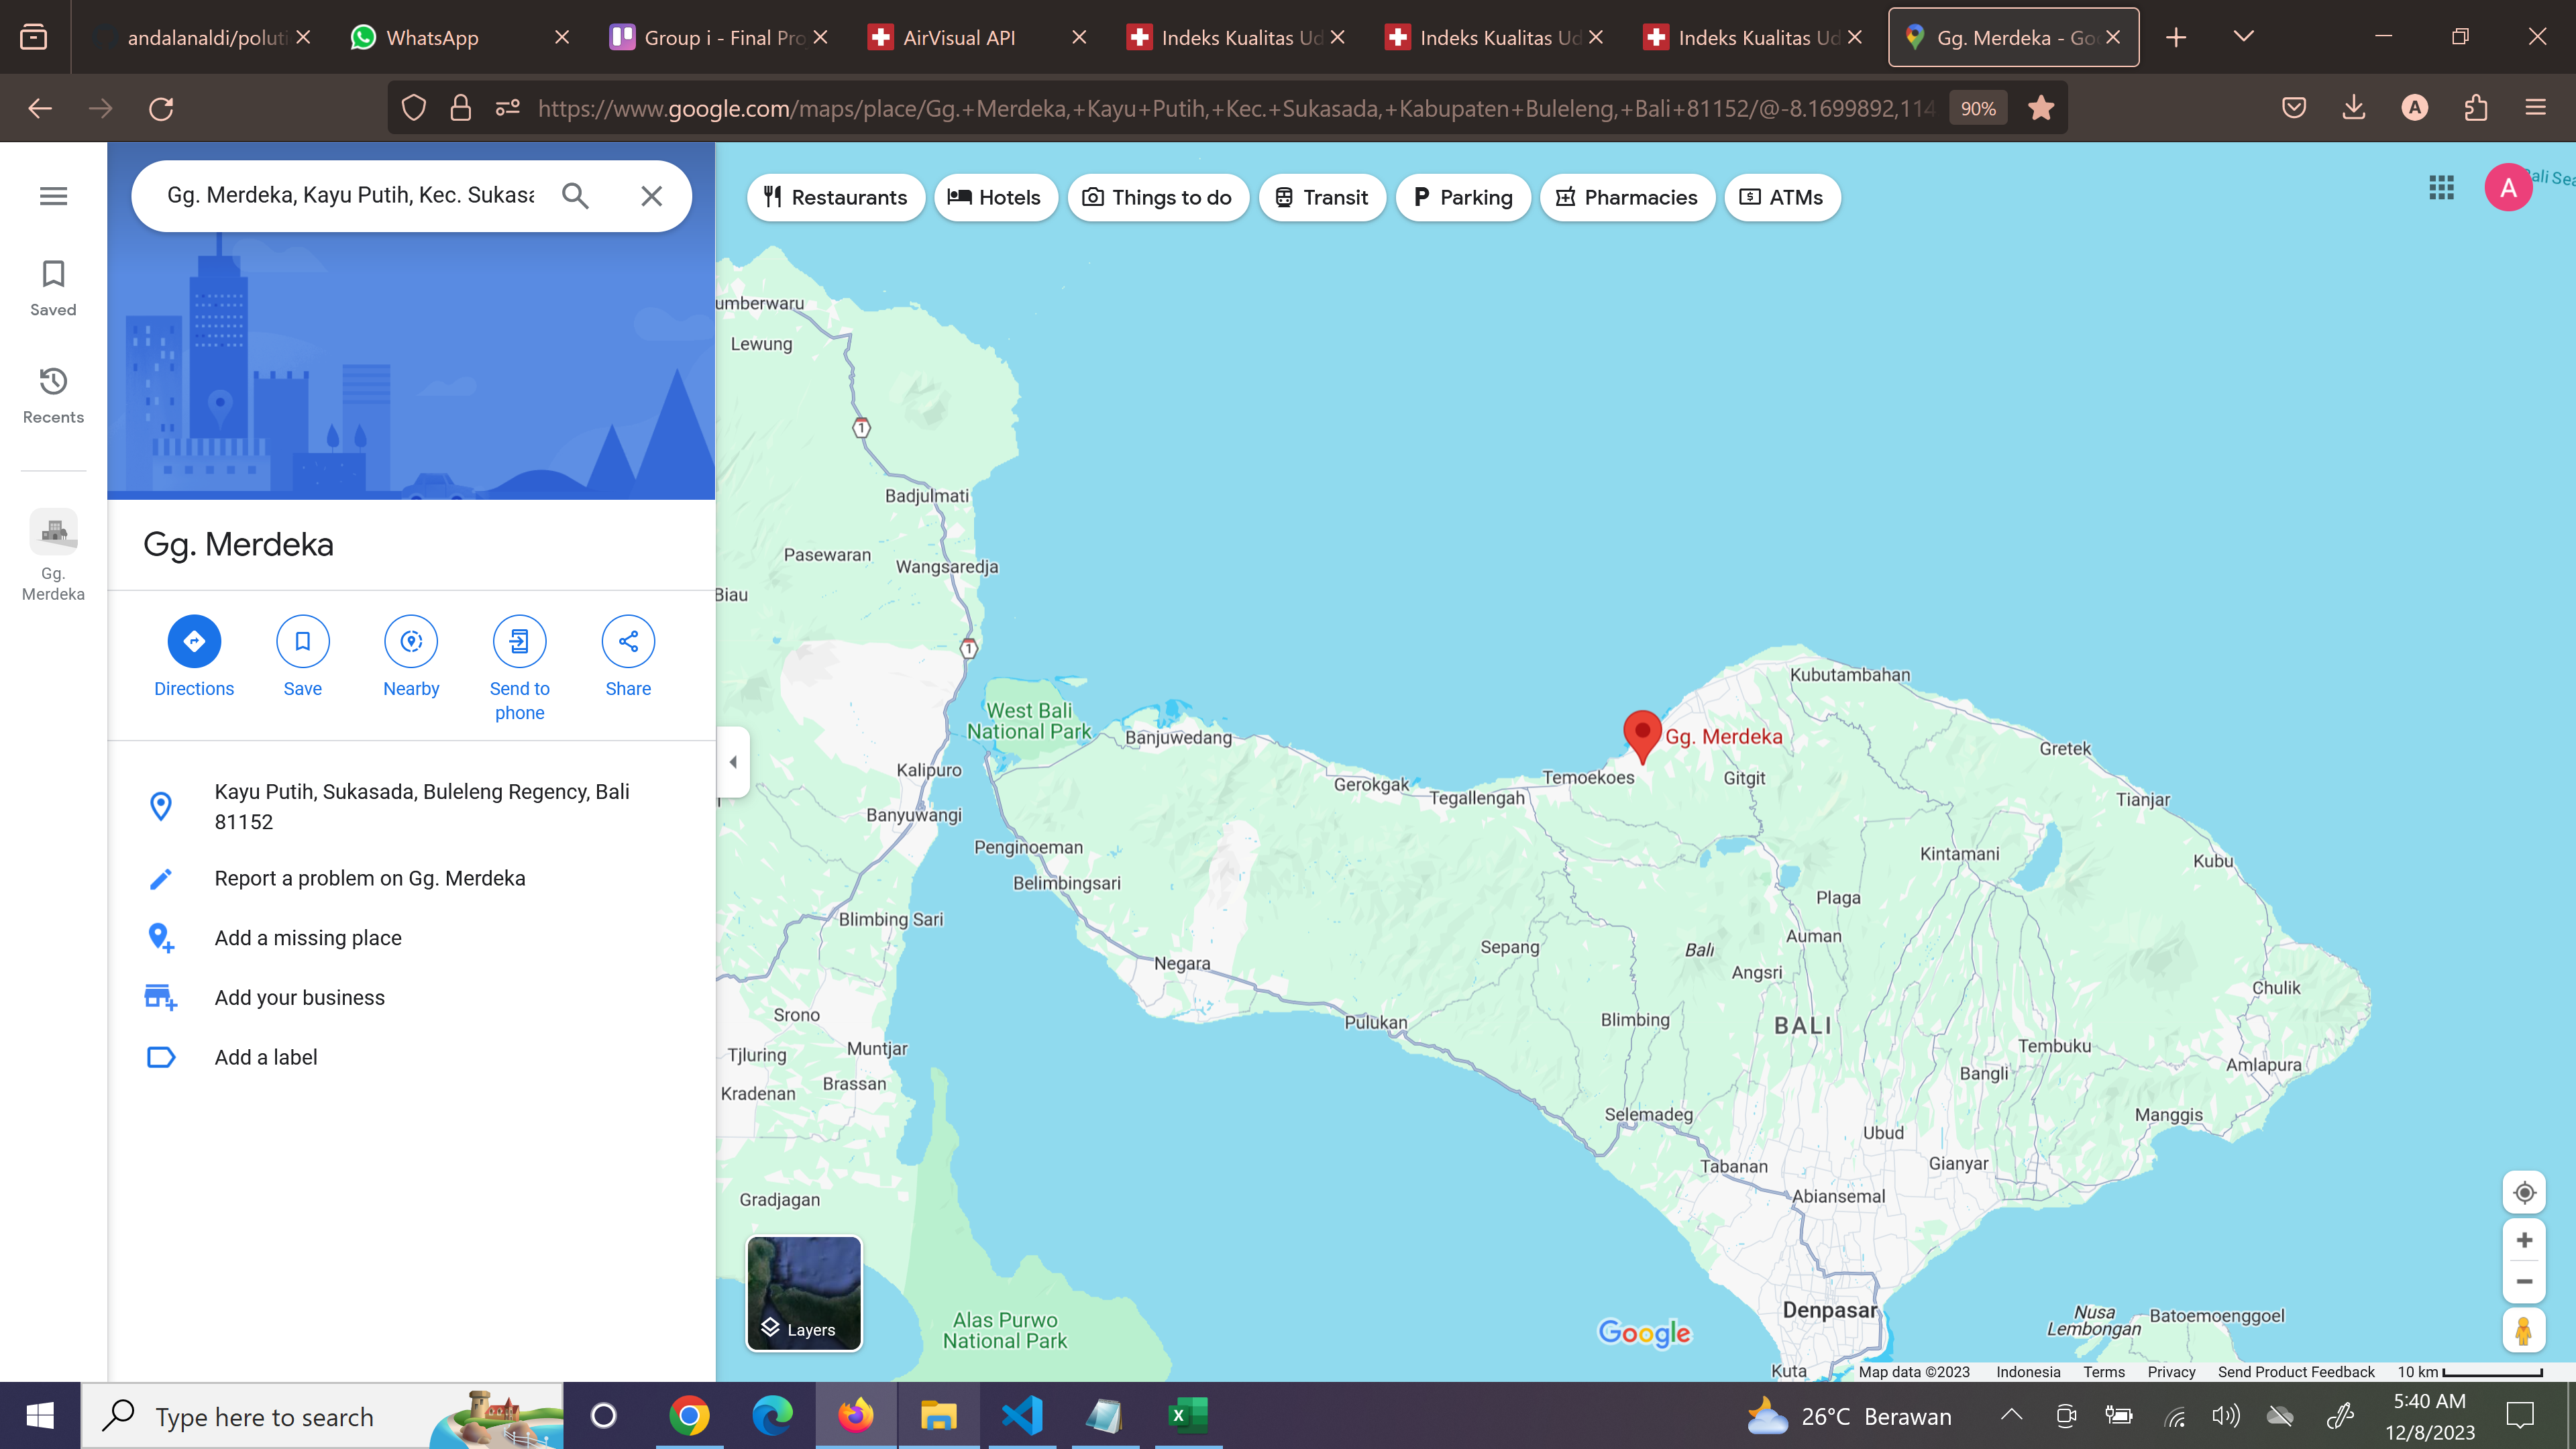 andalanaldi/poluti
WhatsApp
Group i - Final Pro
AirVisual API
Indeks Kualitas Ud
Indeks Kualitas Ud
Indeks Kualitas Ud
Gg. Merdeka - Go
https://www.google.com/maps/place/Gg.+Merdeka,+Kayu+Putih,+Kec.+Sukasada,+Kabupaten+Buleleng,+Bali+81152/@-8.1699892,114
90%
A
Gg. Merdeka, Kayu Putih, Kec. Sukasa
Restaurants
Hotels
Things to do
Transit
Parking
Pharmacies
ATMs
A
Bali Sea
Saved
Recents
Gg.
Merdeka
Gg. Merdeka
Directions
Save
Nearby
Send to
phone
Share
Kayu Putih, Sukasada, Buleleng Regency, Bali
81152
Report a problem on Gg. Merdeka
Add a missing place
Add your business
Add a label
umberwaru
Lewung
1
Badjulmati
Pasewaran
Wangsaredja
Biau
1
West Bali
National Park
Banjuwedang
Kalipuro
Banyuwangi
Penginoeman
Belimbingsari
Blimbing Sari
Negara
Srono
Tjluring
Muntjar
Kradenan
Brassan
Gradjagan
Alas Purwo
National Park
Layers
Kubutambahan
Gg. Merdeka
Temoekoes
Gitgit
Gerokgak
Tegallengah
Gretek
Tianjar
Kintamani
Kubu
Plaga
Auman
Sepang
Bali
Angsri
Chulik
Pulukan
Blimbing
BALI
Tembuku
Bangli
Amlapura
Selemadeg
Manggis
Ubud
Tabanan
Gianyar
Abiansemal
Denpasar
Nusa
Lembongan
Batoemoenggoel
Kuta
Google
Map data ©2023
Indonesia
Terms
Privacy
Send Product Feedback
10 km
Type here to search
26°C Berawan
5:40 AM
12/8/2023